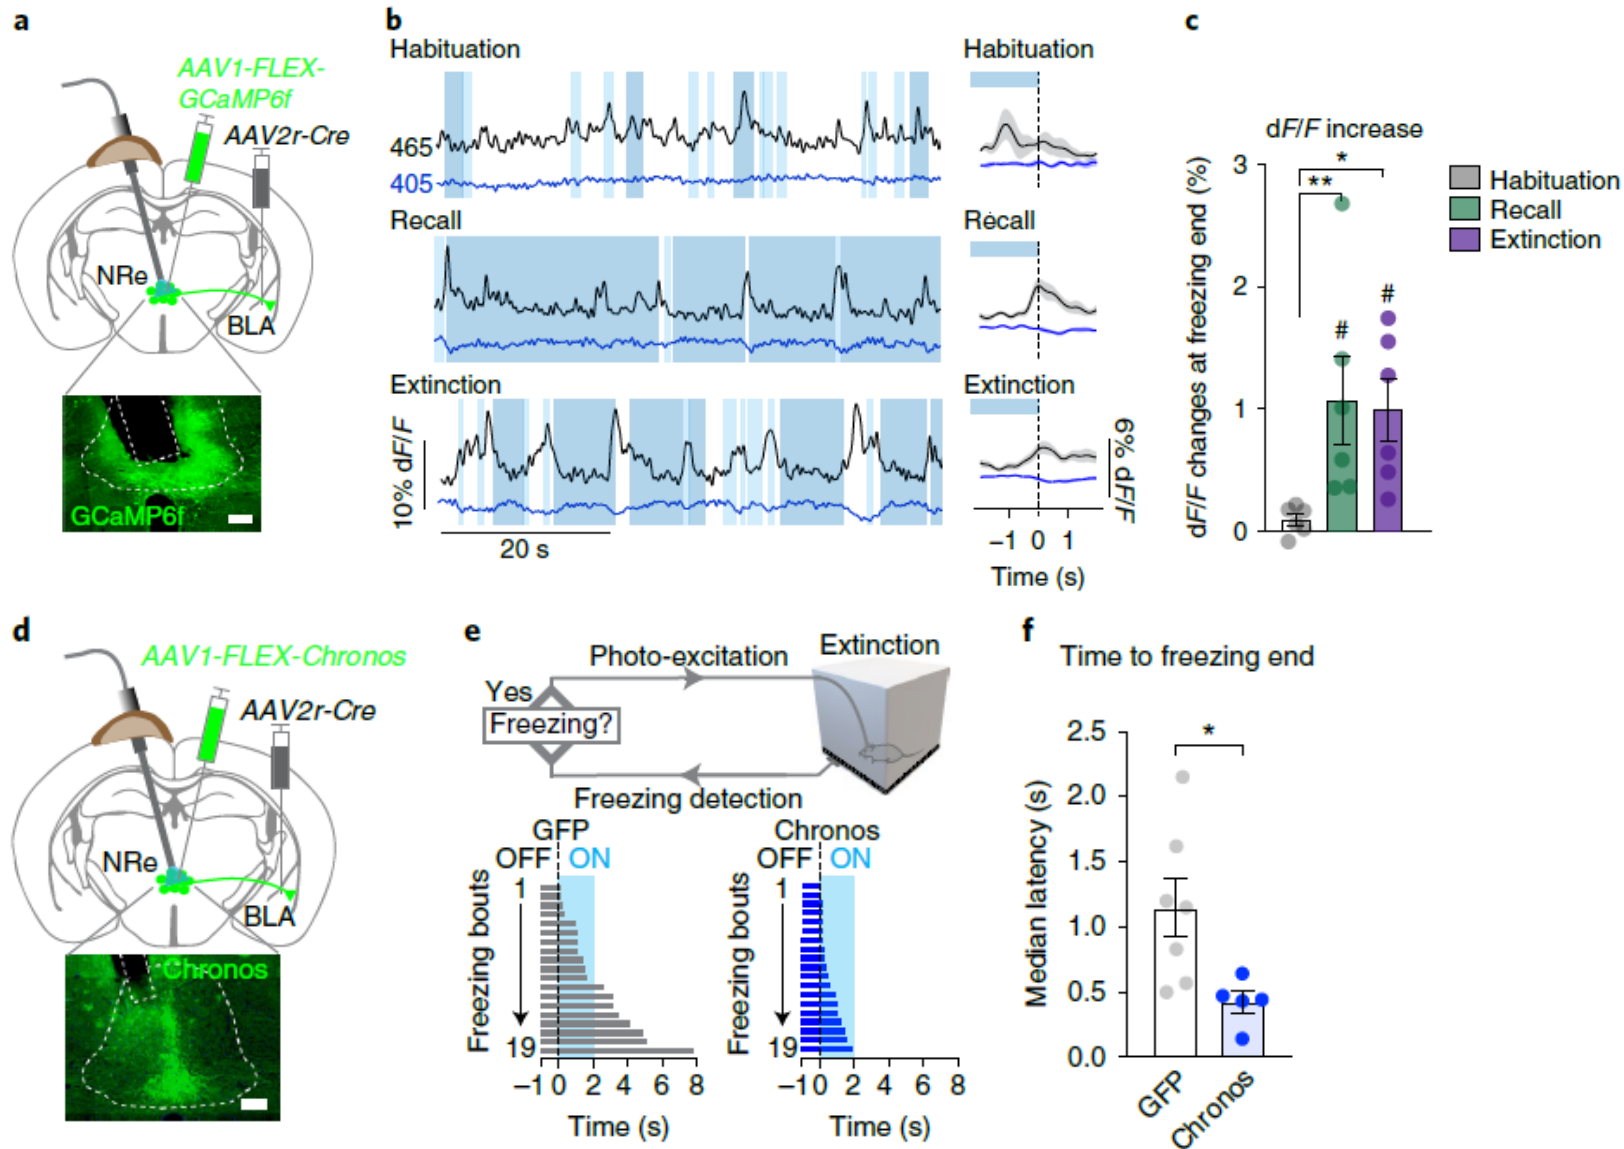 a
AAV1-FLEX-
GCaMP6f
AAV2r-Cre
NRe
BLA
GCaMP6f
b
Habituation
465
405
Recall
Extinction
10% dF/F
20 s
Habituation
Recall
Extinction
6% dF/F
−1 0 1
Time (s)
c
dF/F increase
dF/F changes at freezing end (%)
3
2
1
0
*
**
#
#
Habituation
Recall
Extinction
d
AAV1-FLEX-Chronos
AAV2r-Cre
NRe
BLA
Chronos
e
Photo-excitation
Extinction
Yes
Freezing?
Freezing detection
GFP
OFF ON
Freezing bouts
1
19
−1 0 2 4 6 8
Time (s)
Chronos
OFF ON
Freezing bouts
1
19
−1 0 2 4 6 8
Time (s)
f
Time to freezing end
Median latency (s)
2.5
2.0
1.5
1.0
0.5
0.0
*
GFP
Chronos